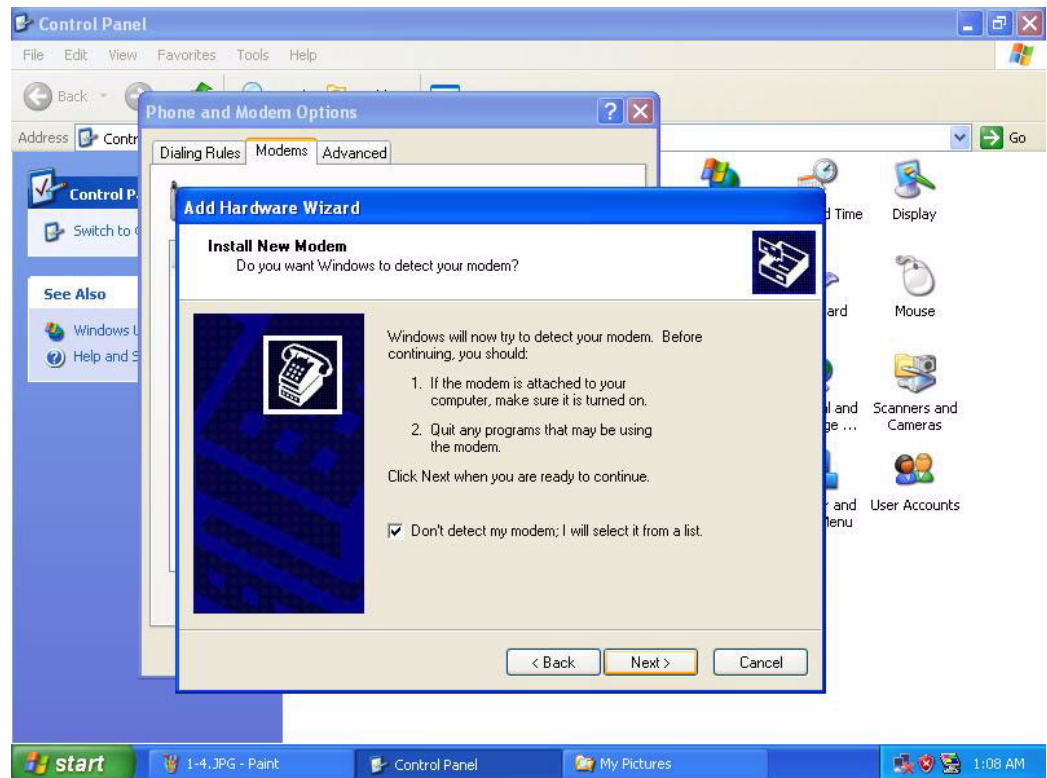 Control Panel
File Edit View Favorites Tools Help
Back
Address Contr Go
Phone and Modem Options
Dialing Rules Modems Advanced
Control P
Switch to
See Also
Windows U
Help and S
Add Hardware Wizard
Install New Modem
Do you want Windows to detect your modem?
Windows will now try to detect your modem. Before
continuing, you should:
1. If the modem is attached to your
computer, make sure it is turned on.
2. Quit any programs that may be using
the modem.
Click Next when you are ready to continue.
Don't detect my modem; I will select it from a list.
< Back Next > Cancel
d Time Display
ard Mouse
l and Scanners and
ge ... Cameras
r and User Accounts
Menu
start 1-4.JPG - Paint Control Panel My Pictures 1:08 AM